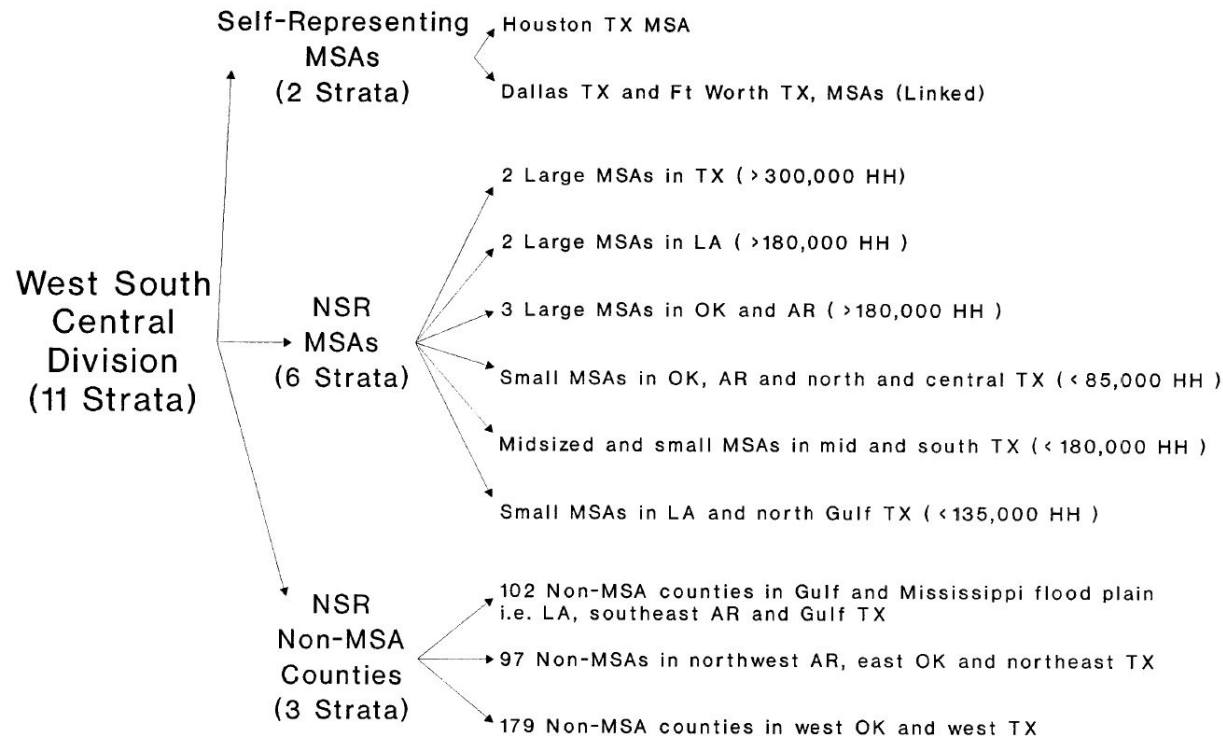 West South
Central
Division
(11 Strata)
Self-Representing
MSAs
(2 Strata)
Houston TX MSA
Dallas TX and Ft Worth TX, MSAs (Linked)
NSR
MSAs
(6 Strata)
2 Large MSAs in TX (>300,000 HH)
2 Large MSAs in LA (>180,000 HH )
3 Large MSAs in OK and AR (>180,000 HH )
Small MSAs in OK, AR and north and central TX (<85,000 HH )
Midsized and small MSAs in mid and south TX (<180,000 HH )
Small MSAs in LA and north Gulf TX (<135,000 HH )
NSR
Non-MSA
Counties
(3 Strata)
102 Non-MSA counties in Gulf and Mississippi flood plain
i.e. LA, southeast AR and Gulf TX
97 Non-MSAs in northwest AR, east OK and northeast TX
179 Non-MSA counties in west OK and west TX